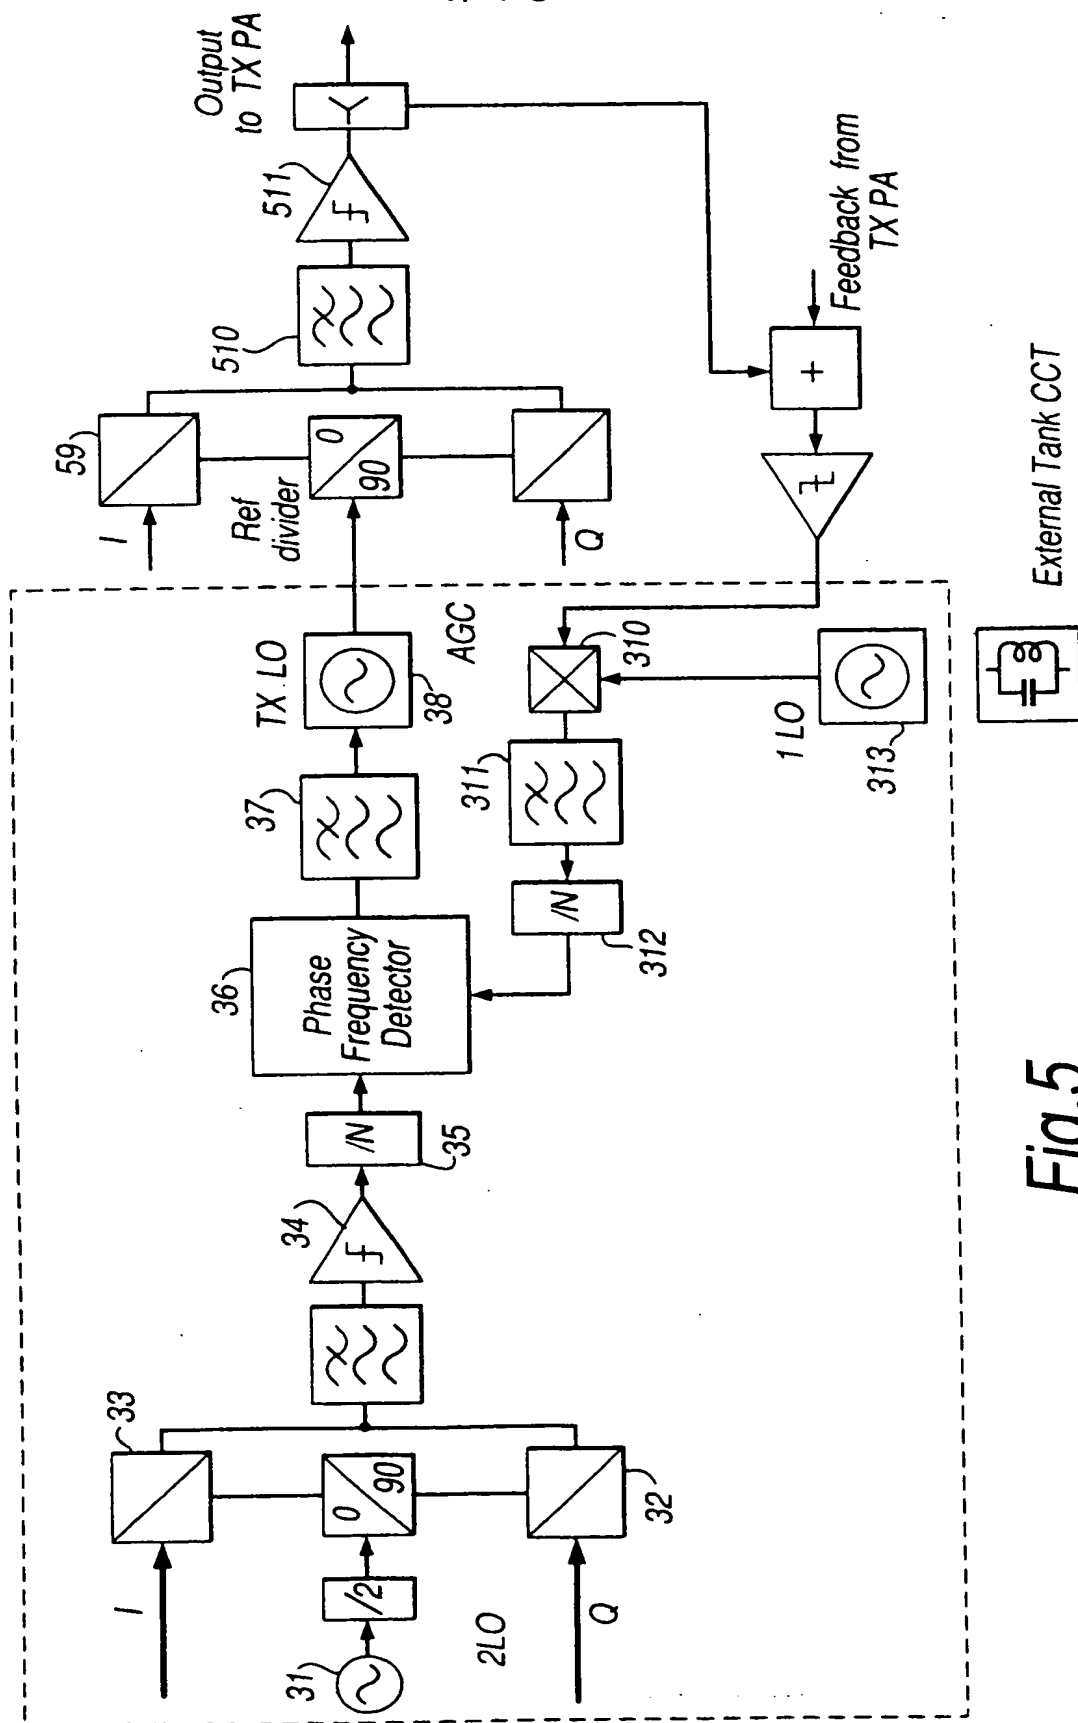 Output
to TX PA
511
510
59
I
0
90
Ref
divider
Q
Feedback from
TX PA
+
External Tank CCT
TX. LO
38
AGC
310
1 LO
313
37
311
36
Phase
Frequency
Detector
/N
312
/N
35
34
33
I
0
90
32
/2
31
2LO
Q
Fig.5